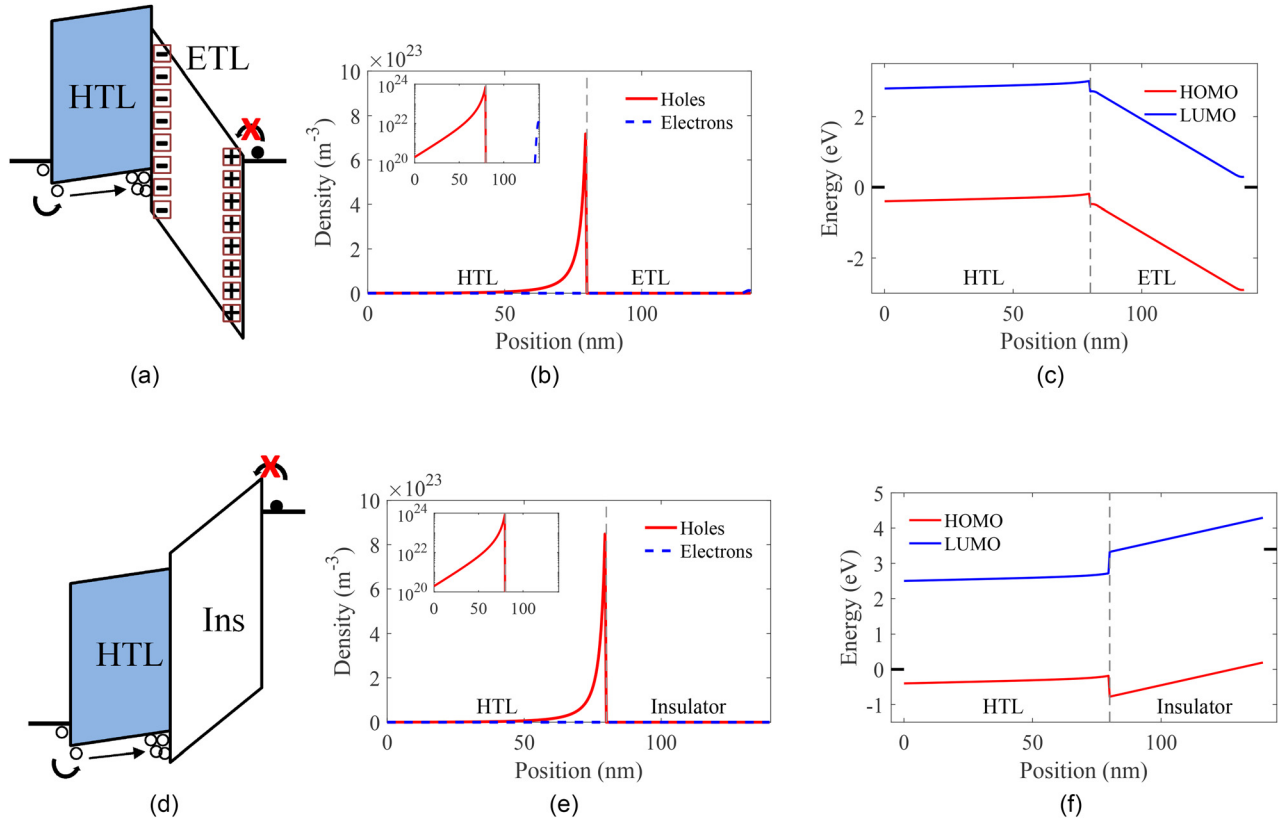 HTL
ETL
X
(a)
× 10^23
10
8
6
4
2
0
Density (m^-3)
10^24
10^22
10^20
0
50
100
Holes
Electrons
HTL
ETL
0
50
100
Position (nm)
(b)
Energy (eV)
2
0
-2
HOMO
LUMO
HTL
ETL
0
50
100
Position (nm)
(c)
X
HTL
Ins
(d)
× 10^23
10
8
6
4
2
0
Density (m^-3)
10^24
10^22
10^20
0
50
100
Holes
Electrons
HTL
Insulator
0
50
100
Position (nm)
(e)
Energy (eV)
5
4
3
2
1
0
-1
HOMO
LUMO
HTL
Insulator
0
50
100
Position (nm)
(f)